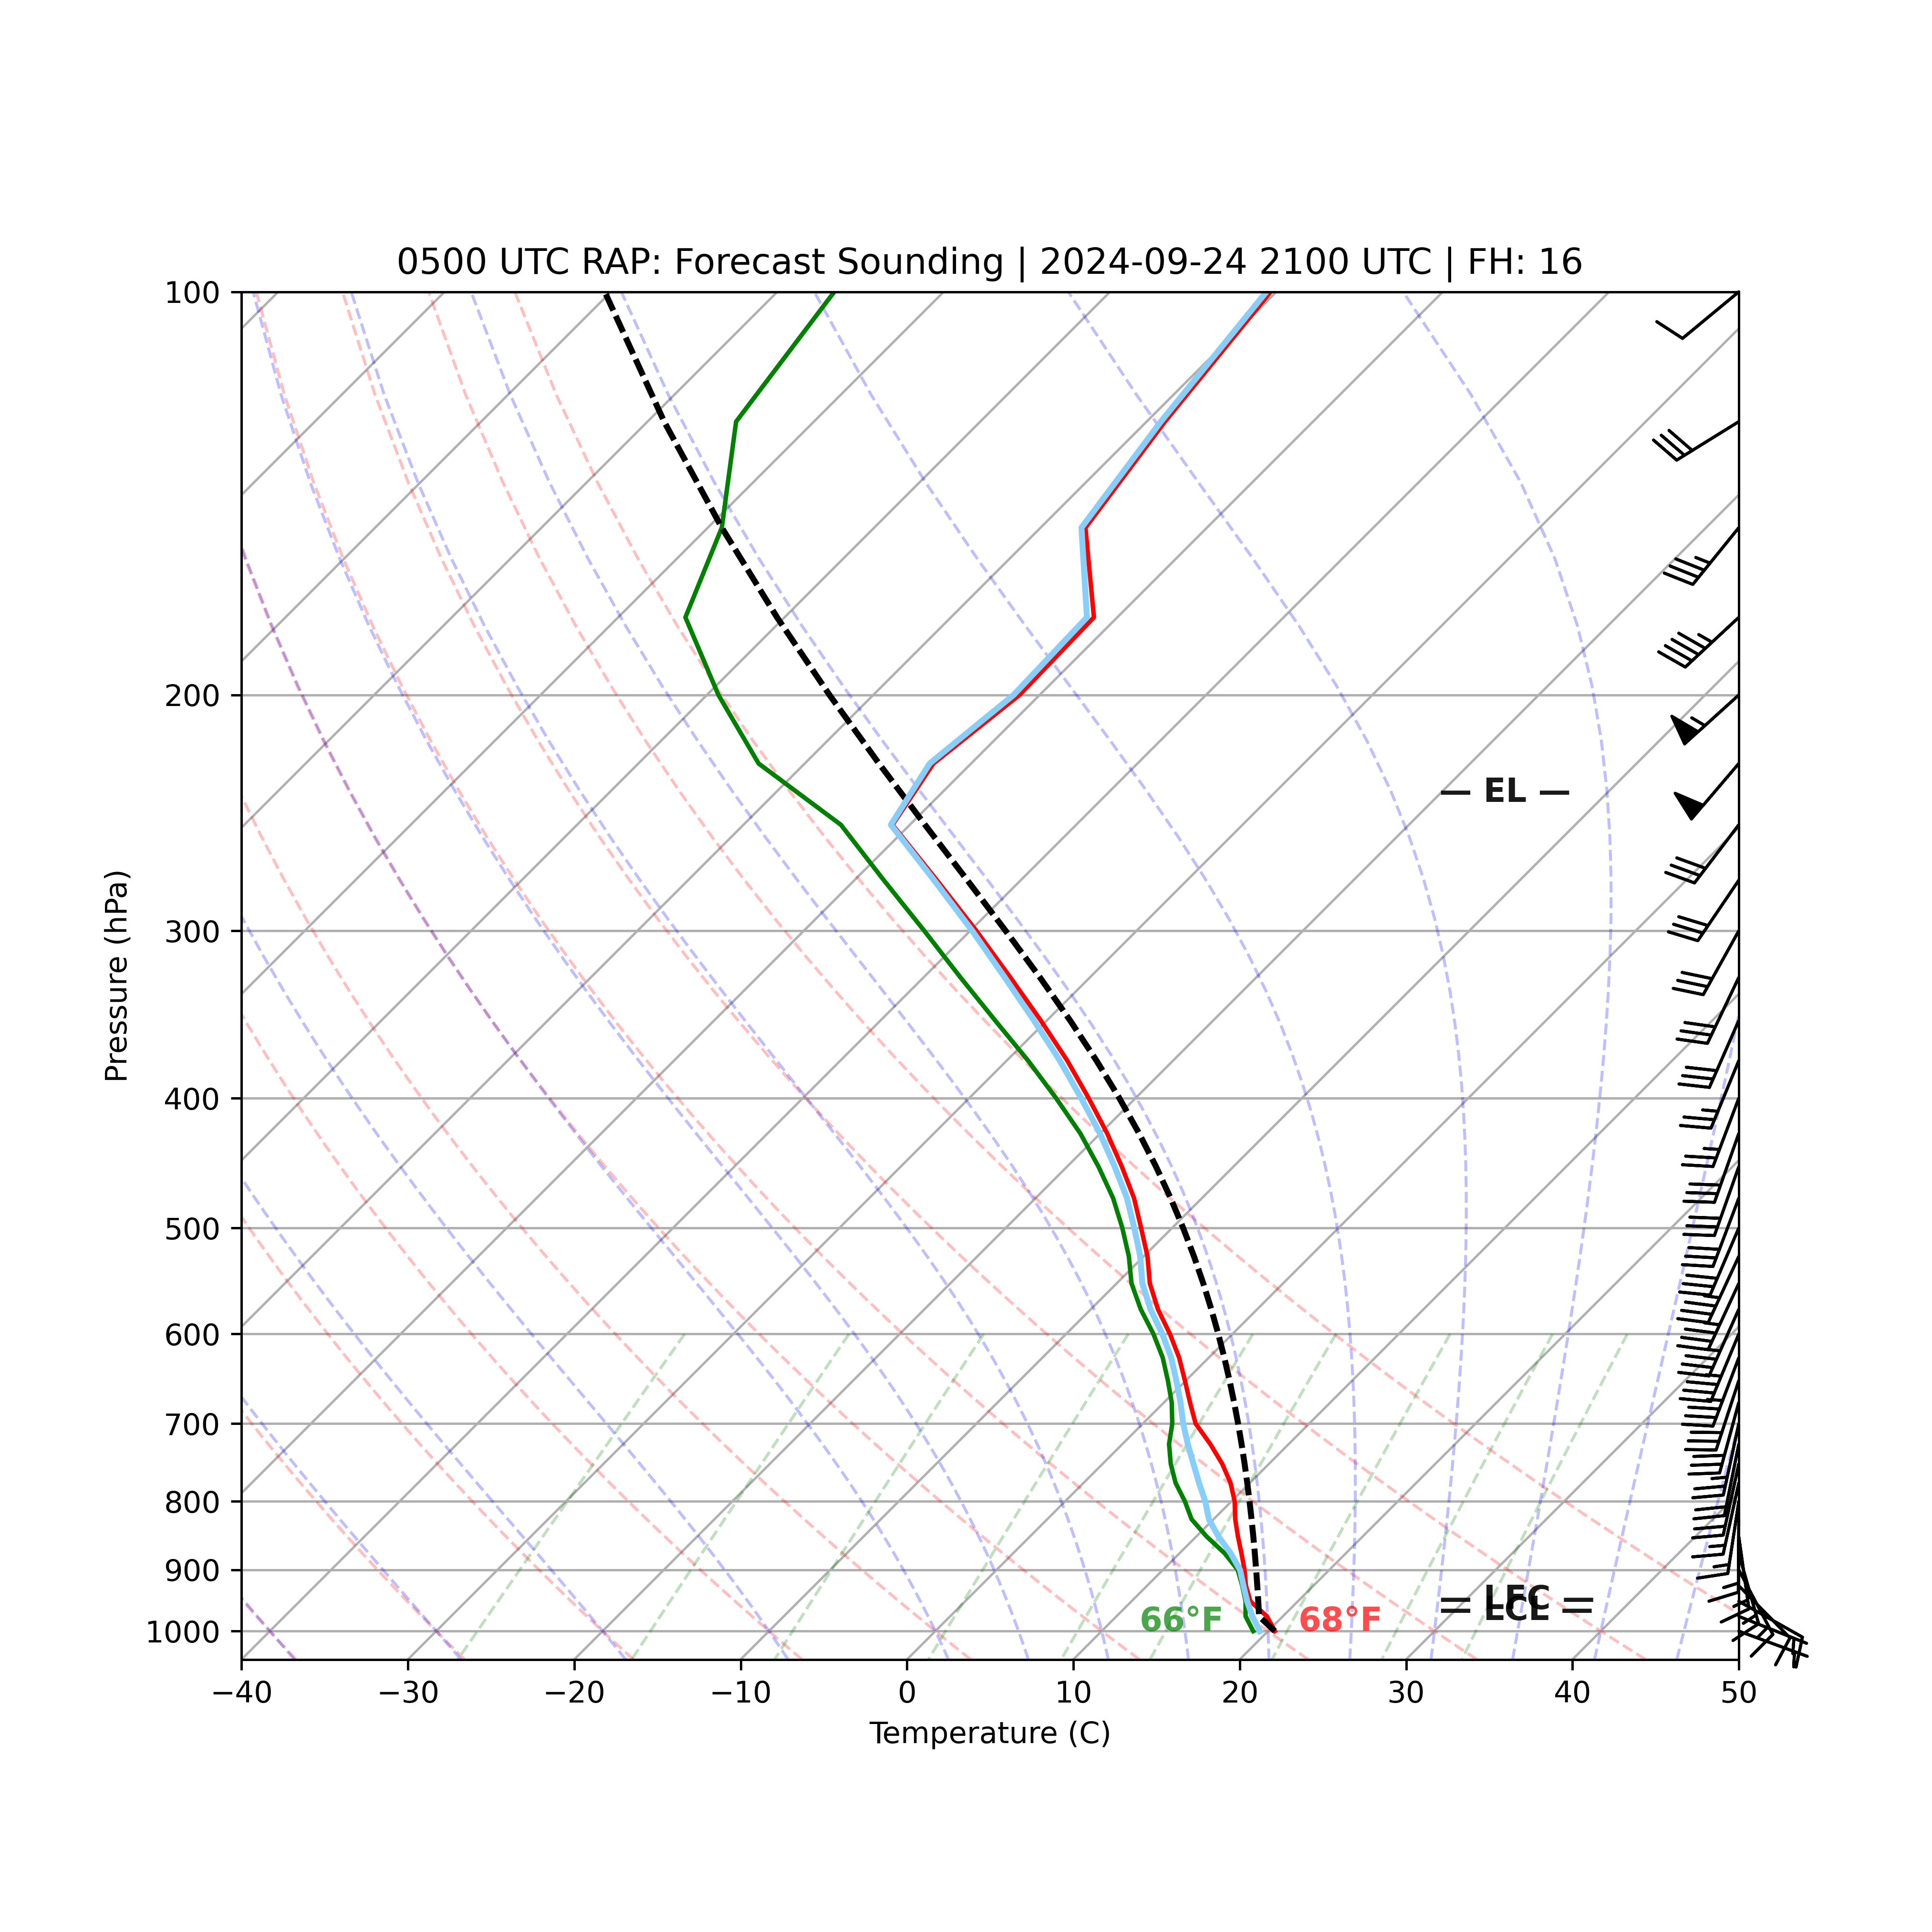 0500 UTC RAP: Forecast Sounding | 2024-09-24 2100 UTC | FH: 16
100
200
— EL —
Pressure (hPa)
300
400
500
600
700
800
900
= LFC =
= LCL =
66°F 68°F
1000
−40 −30 −20 −10 0 10 20 30 40 50
Temperature (C)